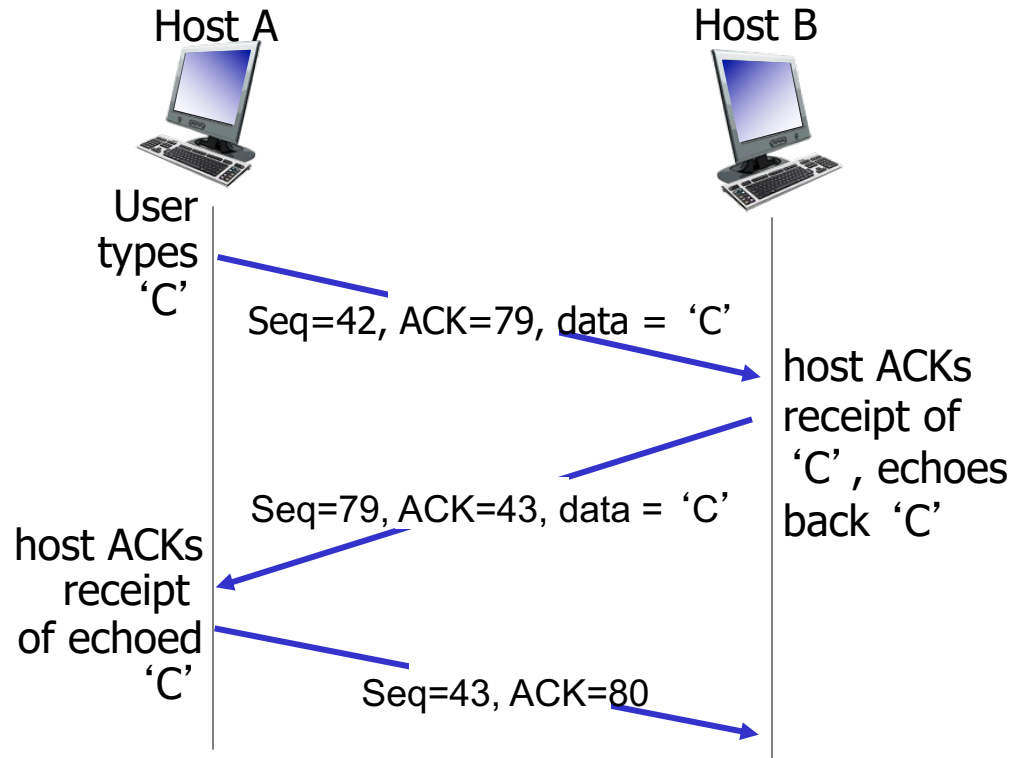 Host A
Host B
User
types
‘C’
Seq=42, ACK=79, data = ‘C’
host ACKs
receipt of
‘C’, echoes
back ‘C’
Seq=79, ACK=43, data = ‘C’
host ACKs
receipt
of echoed
‘C’
Seq=43, ACK=80